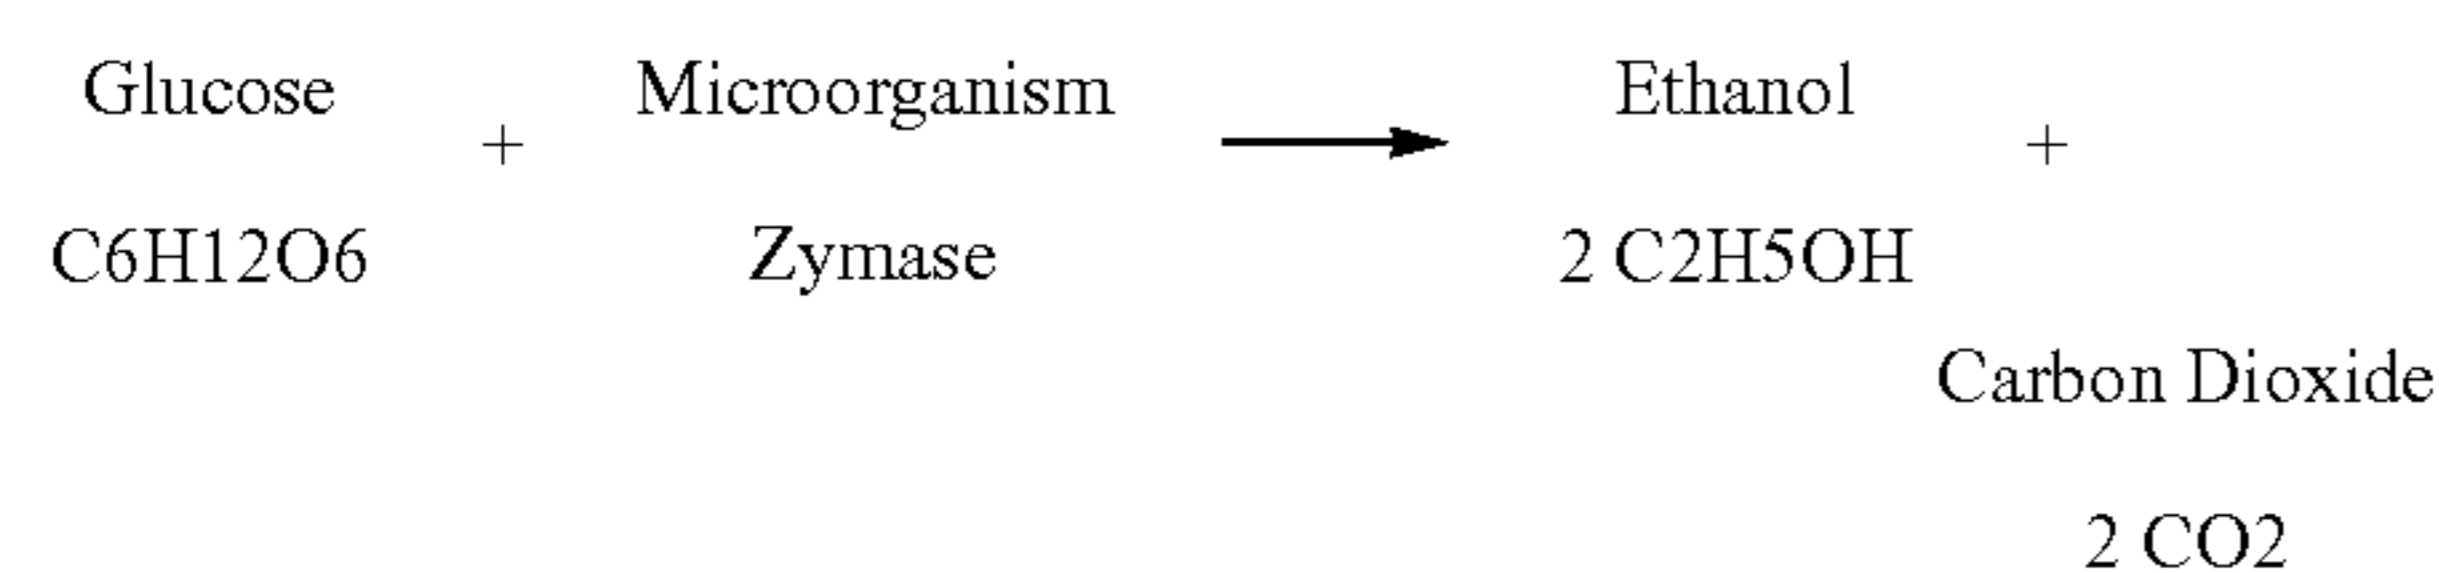 Glucose + Microorganism Ethanol +
C6H12O6 Zymase 2 C2H5OH
Carbon Dioxide
2 CO2